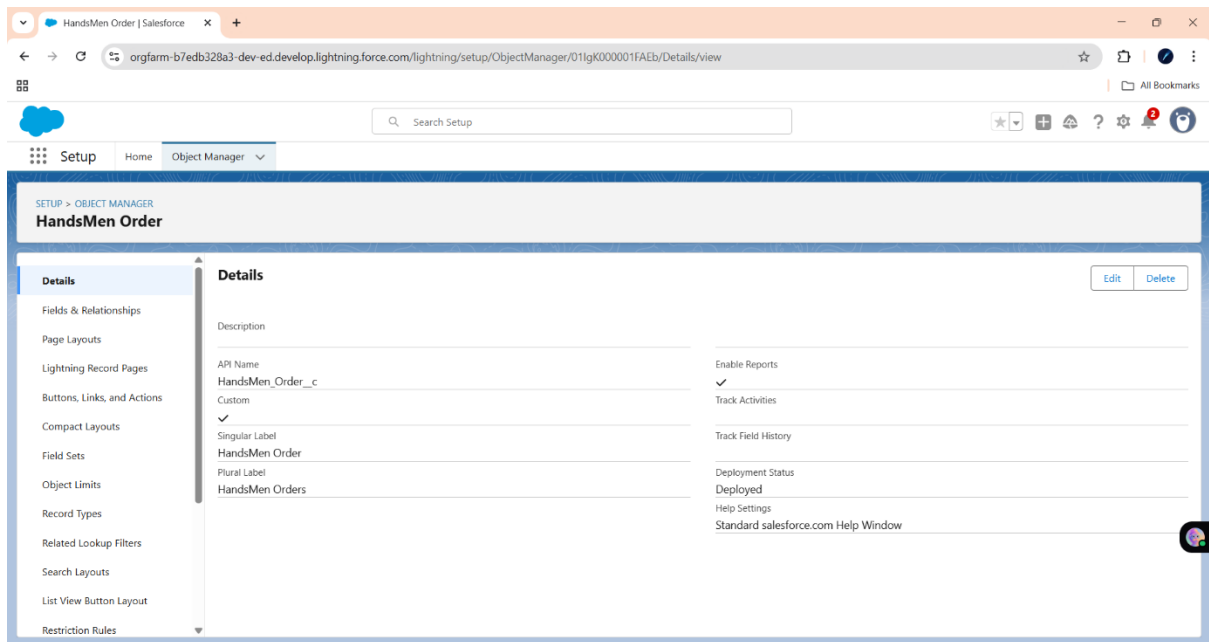 HandsMen Order | Salesforce
orgfarm-b7edb328a3-dev-ed.develop.lightning.force.com/lightning/setup/ObjectManager/01IgK000001FAEb/Details/view
All Bookmarks
Search Setup
2
Setup Home Object Manager
SETUP > OBJECT MANAGER
HandsMen Order
Details
Fields & Relationships
Page Layouts
Lightning Record Pages
Buttons, Links, and Actions
Compact Layouts
Field Sets
Object Limits
Record Types
Related Lookup Filters
Search Layouts
List View Button Layout
Restriction Rules
Details
Edit Delete
Description
API Name
HandsMen_Order__c
Custom
Singular Label
HandsMen Order
Plural Label
HandsMen Orders
Enable Reports
Track Activities
Track Field History
Deployment Status
Deployed
Help Settings
Standard salesforce.com Help Window